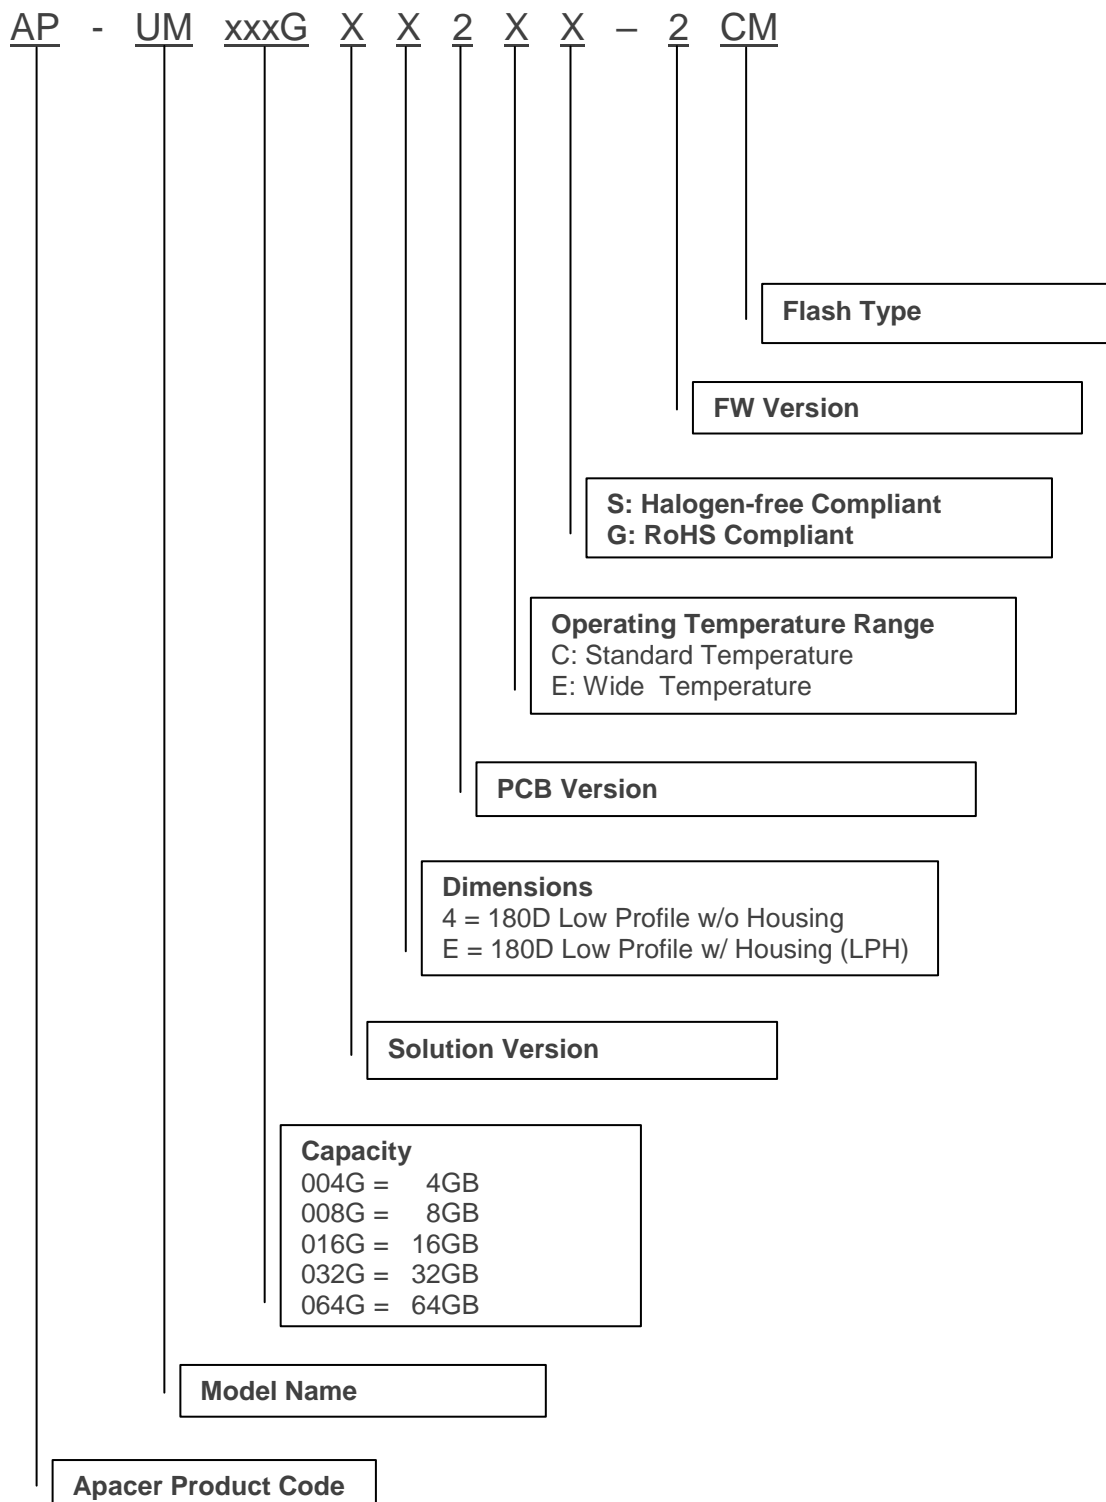 AP - UM xxxG X X 2 X X – 2 CM
Flash Type
FW Version
S: Halogen-free Compliant
G: RoHS Compliant
Operating Temperature Range
C: Standard Temperature
E: Wide  Temperature
PCB Version
Dimensions
4 = 180D Low Profile w/o Housing
E = 180D Low Profile w/ Housing (LPH)
Solution Version
Capacity
004G = 4GB
008G = 8GB
016G = 16GB
032G = 32GB
064G = 64GB
Model Name
Apacer Product Code